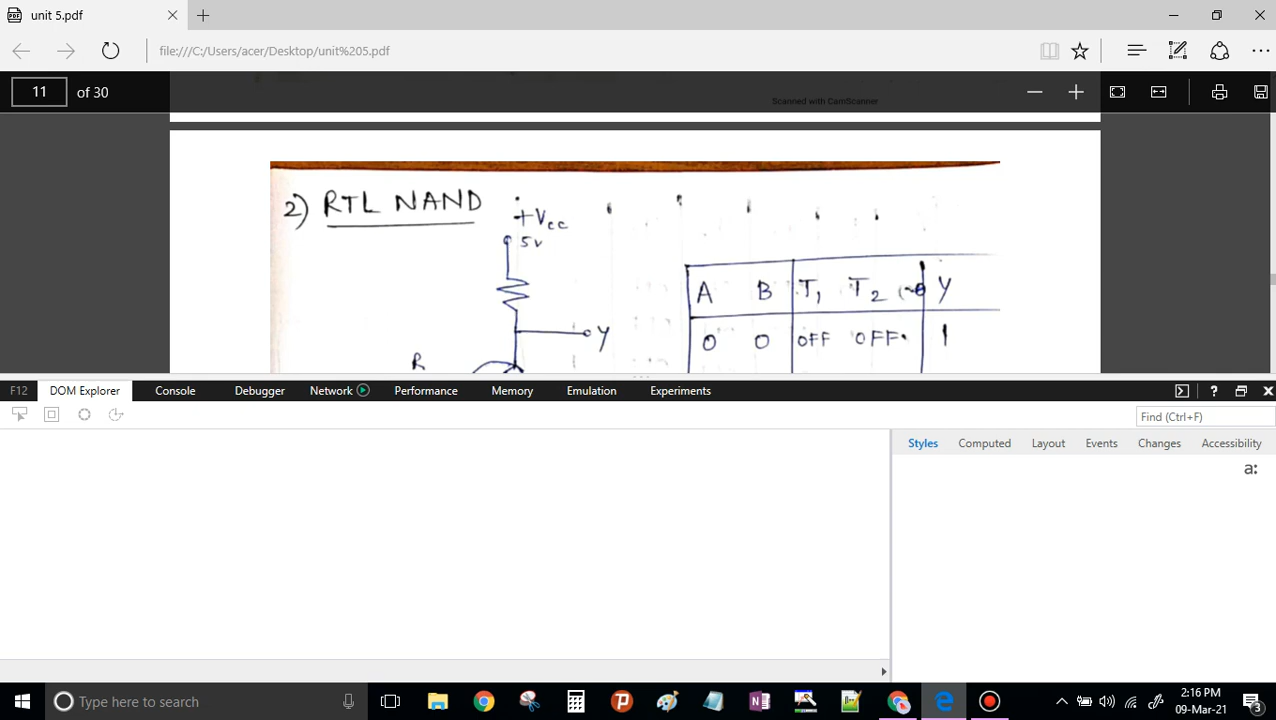 unit 5.pdf
file:///C:/Users/acer/Desktop/unit%205.pdf
11 of 30
Scanned with CamScanner
2) RTL NAND
+Vcc
5v
Y
R
A B T1 T2 Y
0 0 OFF OFF 1
F12 DOM Explorer Console Debugger Network Performance Memory Emulation Experiments
?
Find (Ctrl+F)
Styles Computed Layout Events Changes Accessibility
a:
Type here to search
2:16 PM
09-Mar-21
3